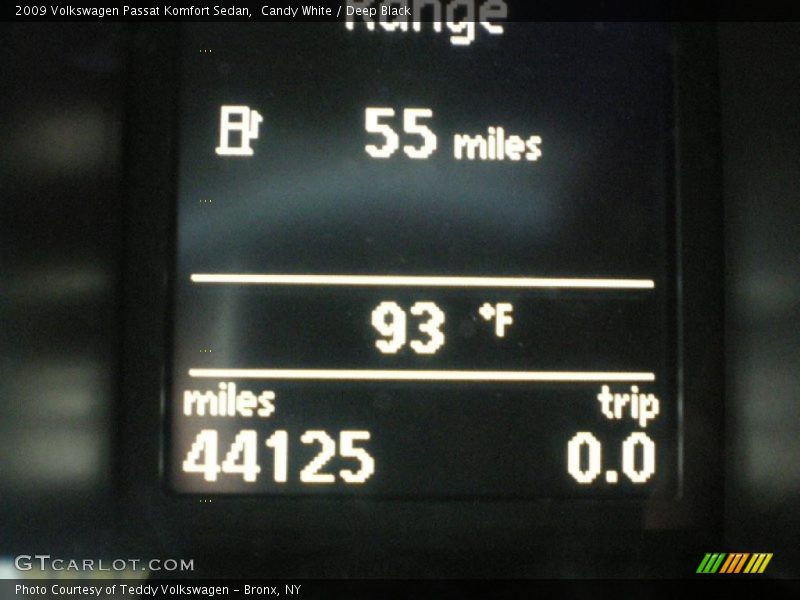 2009 Volkswagen Passat Komfort Sedan,  Candy White / Deep Black
Range
55 miles
93 °F
miles trip
44125 0.0
GTCARLOT.COM
Photo Courtesy of Teddy Volkswagen - Bronx, NY